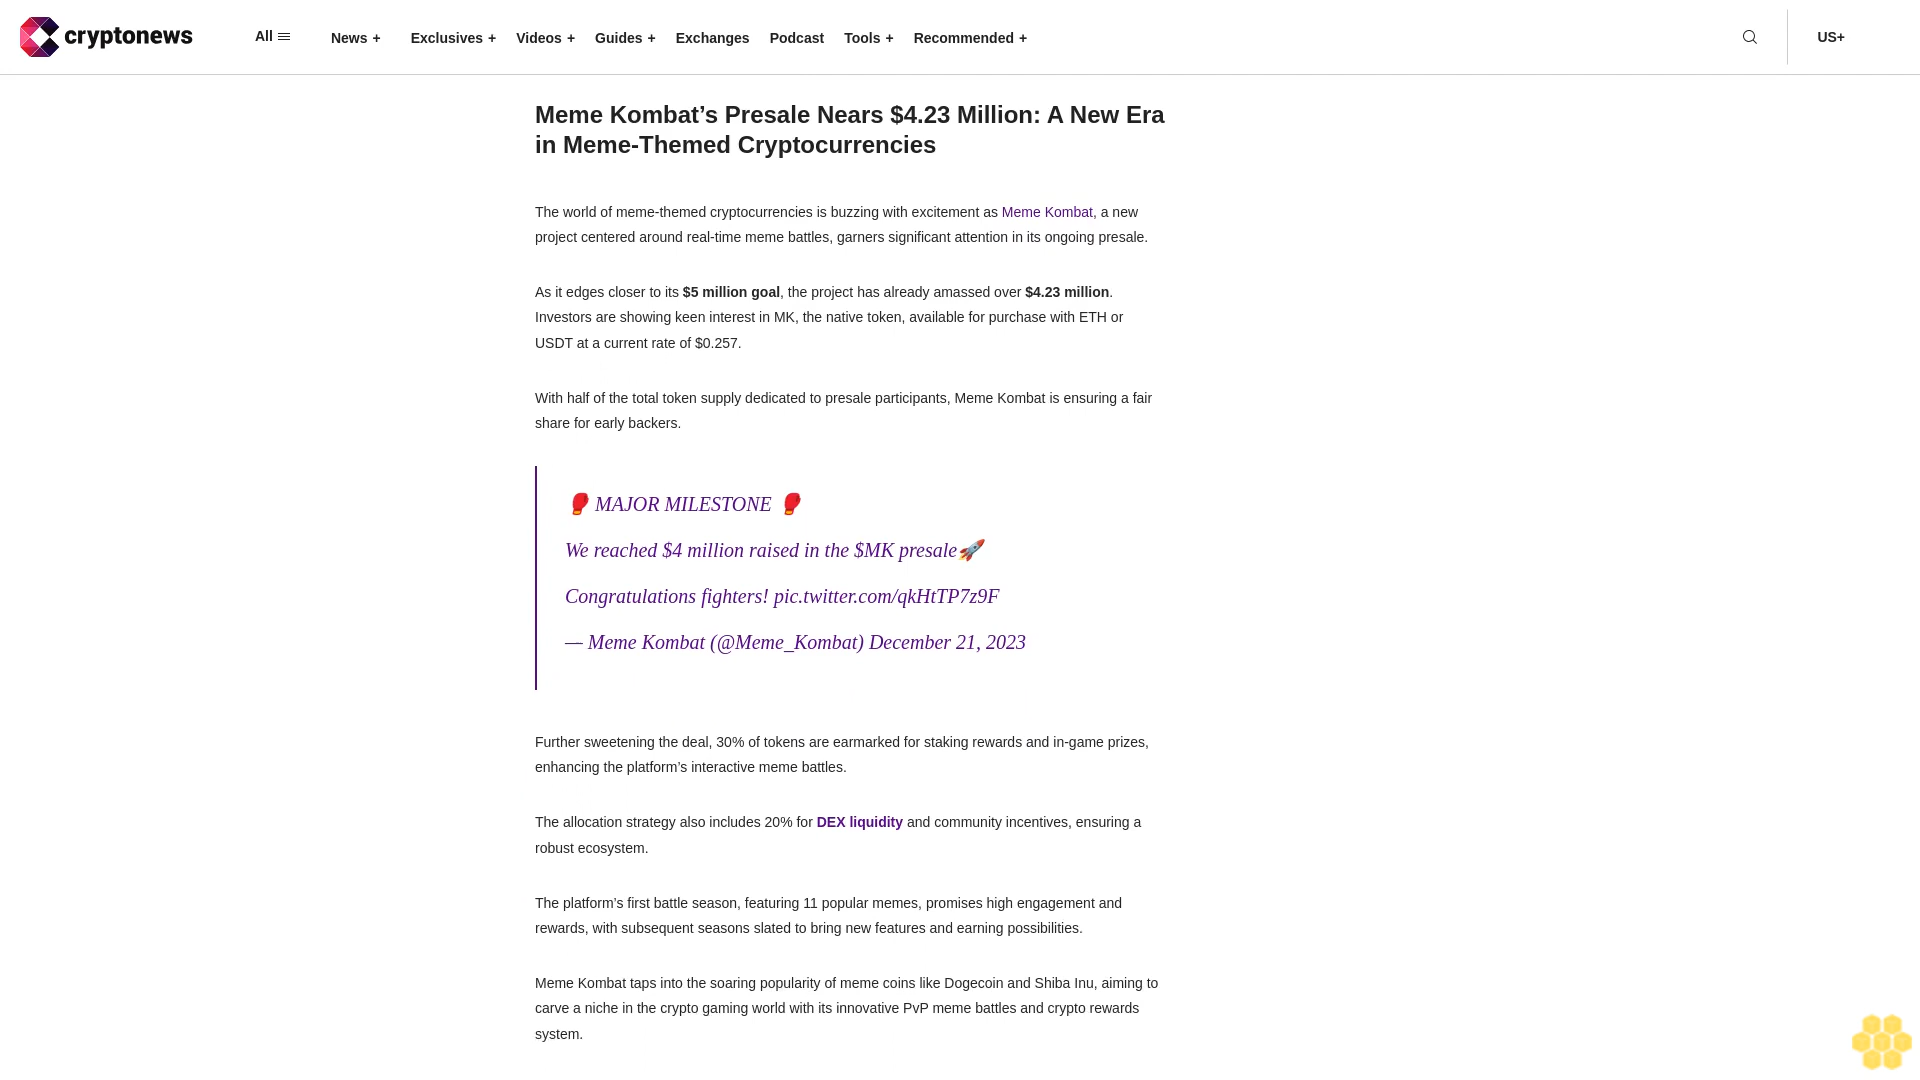 cryptonews
All
News +
Exclusives +
Videos +
Guides +
Exchanges
Podcast
Tools +
Recommended +
US+
Meme Kombat’s Presale Nears $4.23 Million: A New Era
in Meme-Themed Cryptocurrencies
The world of meme-themed cryptocurrencies is buzzing with excitement as Meme Kombat, a new
project centered around real-time meme battles, garners significant attention in its ongoing presale.
As it edges closer to its $5 million goal, the project has already amassed over $4.23 million.
Investors are showing keen interest in MK, the native token, available for purchase with ETH or
USDT at a current rate of $0.257.
With half of the total token supply dedicated to presale participants, Meme Kombat is ensuring a fair
share for early backers.
🥊 MAJOR MILESTONE 🥊
We reached $4 million raised in the $MK presale🚀
Congratulations fighters! pic.twitter.com/qkHtTP7z9F
— Meme Kombat (@Meme_Kombat) December 21, 2023
Further sweetening the deal, 30% of tokens are earmarked for staking rewards and in-game prizes,
enhancing the platform’s interactive meme battles.
The allocation strategy also includes 20% for DEX liquidity and community incentives, ensuring a
robust ecosystem.
The platform’s first battle season, featuring 11 popular memes, promises high engagement and
rewards, with subsequent seasons slated to bring new features and earning possibilities.
Meme Kombat taps into the soaring popularity of meme coins like Dogecoin and Shiba Inu, aiming to
carve a niche in the crypto gaming world with its innovative PvP meme battles and crypto rewards
system.